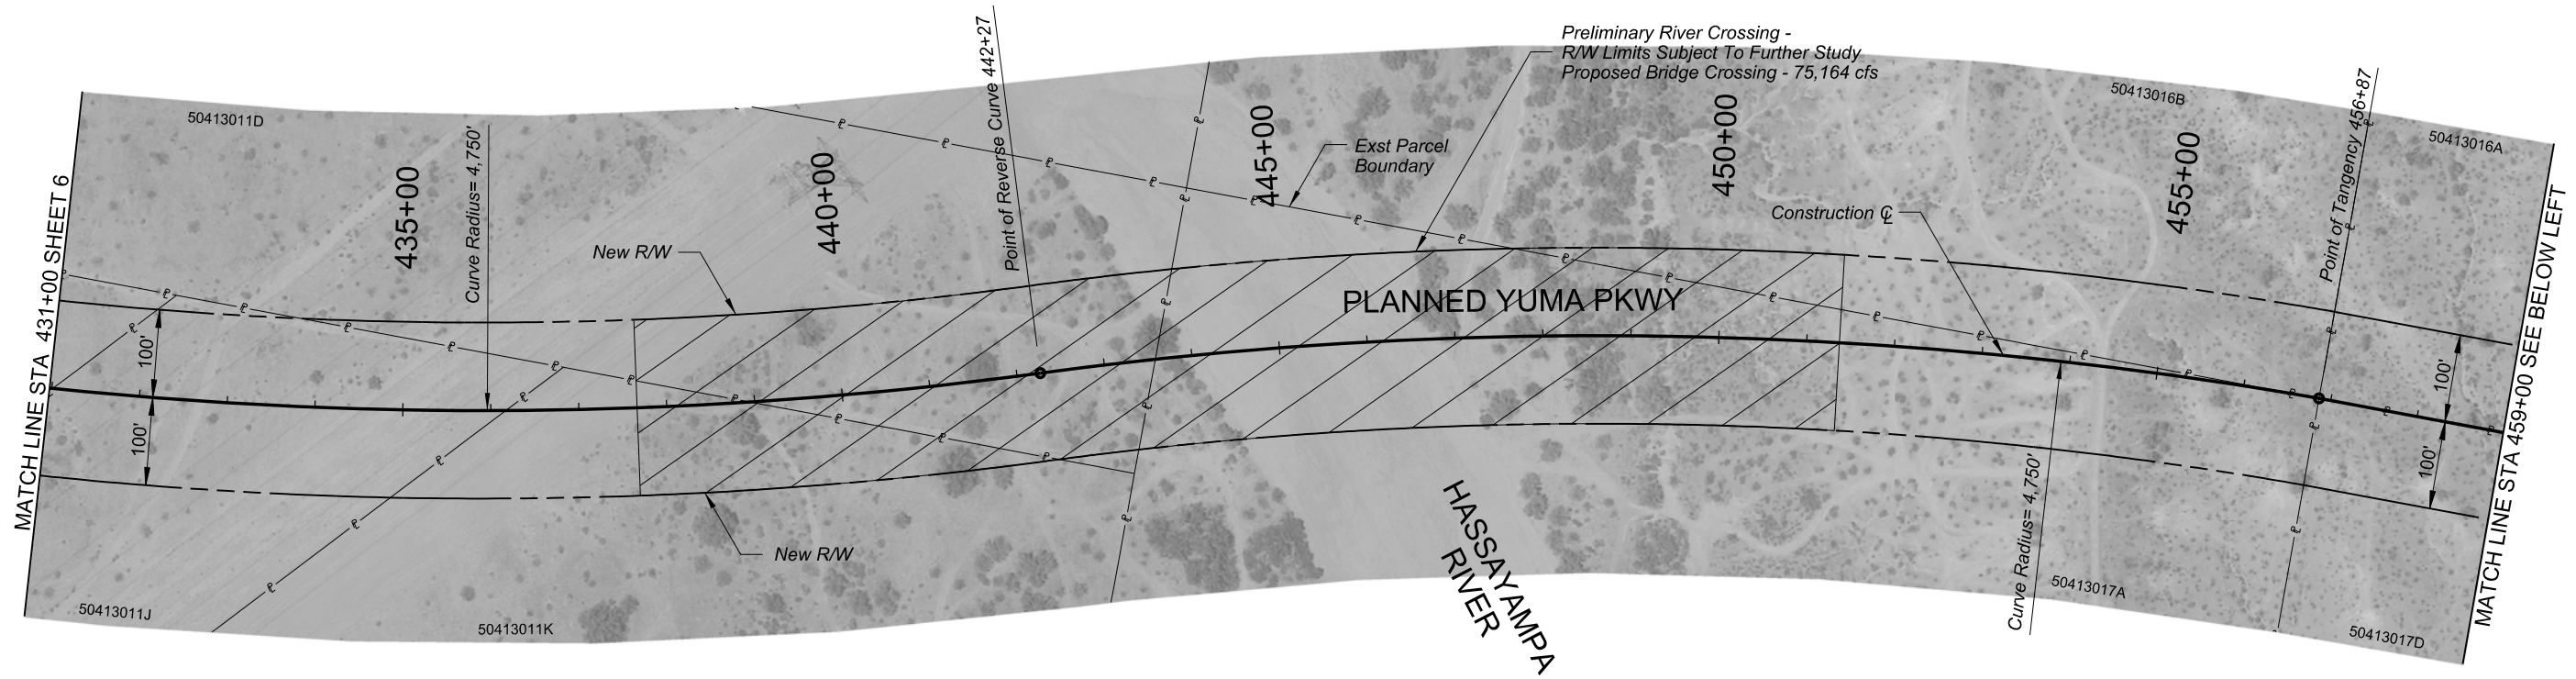 Preliminary River Crossing -
R/W Limits Subject To Further Study
Proposed Bridge Crossing - 75,164 cfs
50413011D
50413016B
50413016A
MATCH LINE STA  431+00 SHEET 6
435+00
Curve Radius= 4,750'
440+00
Point of Reverse Curve 442+27
445+00
Exst Parcel
Boundary
450+00
455+00
Point of Tangency 456+87
MATCH LINE STA 459+00 SEE BELOW LEFT
New R/W
Construction ℄
PLANNED YUMA PKWY
100'
100'
100'
100'
New R/W
HASSAYAMPA
RIVER
Curve Radius= 4,750'
50413011J
50413011K
50413017A
50413017D